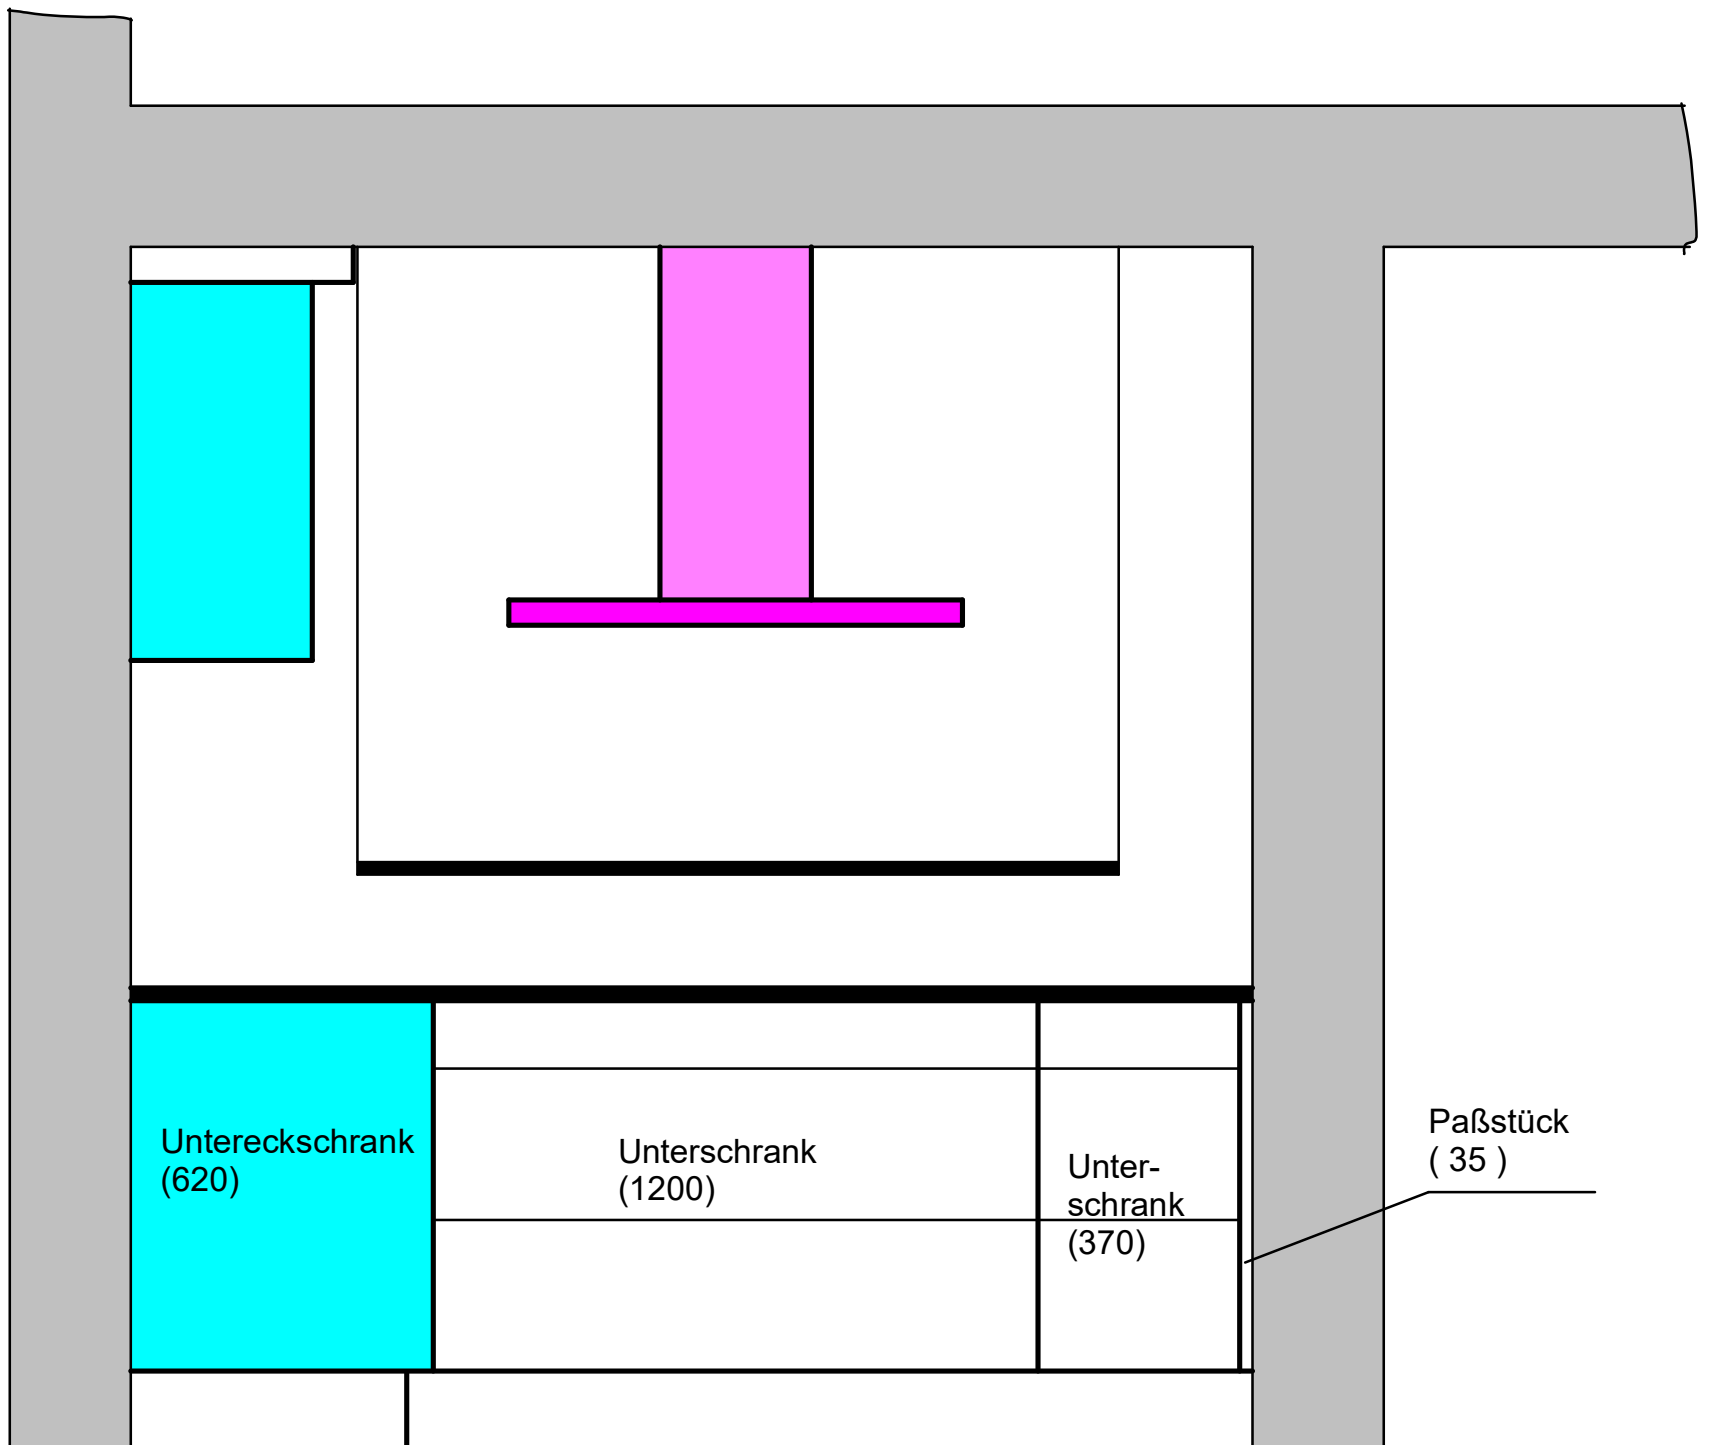 Untereckschrank
(620)
Unterschrank
(1200)
Unter-
schrank
(370)
Paßstück
( 35 )